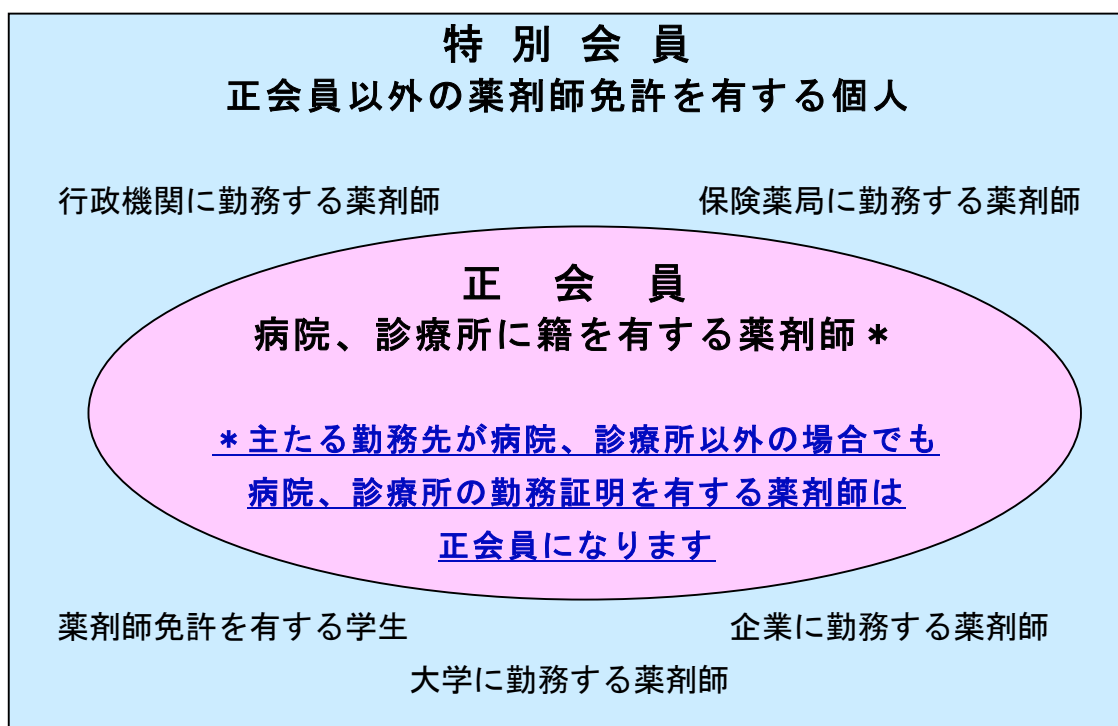 特別会員
正会員以外の薬剤師免許を有する個人
行政機関に勤務する薬剤師
保険薬局に勤務する薬剤師
正会員
病院、診療所に籍を有する薬剤師＊
＊主たる勤務先が病院、診療所以外の場合でも
病院、診療所の勤務証明を有する薬剤師は
正会員になります
薬剤師免許を有する学生
企業に勤務する薬剤師
大学に勤務する薬剤師